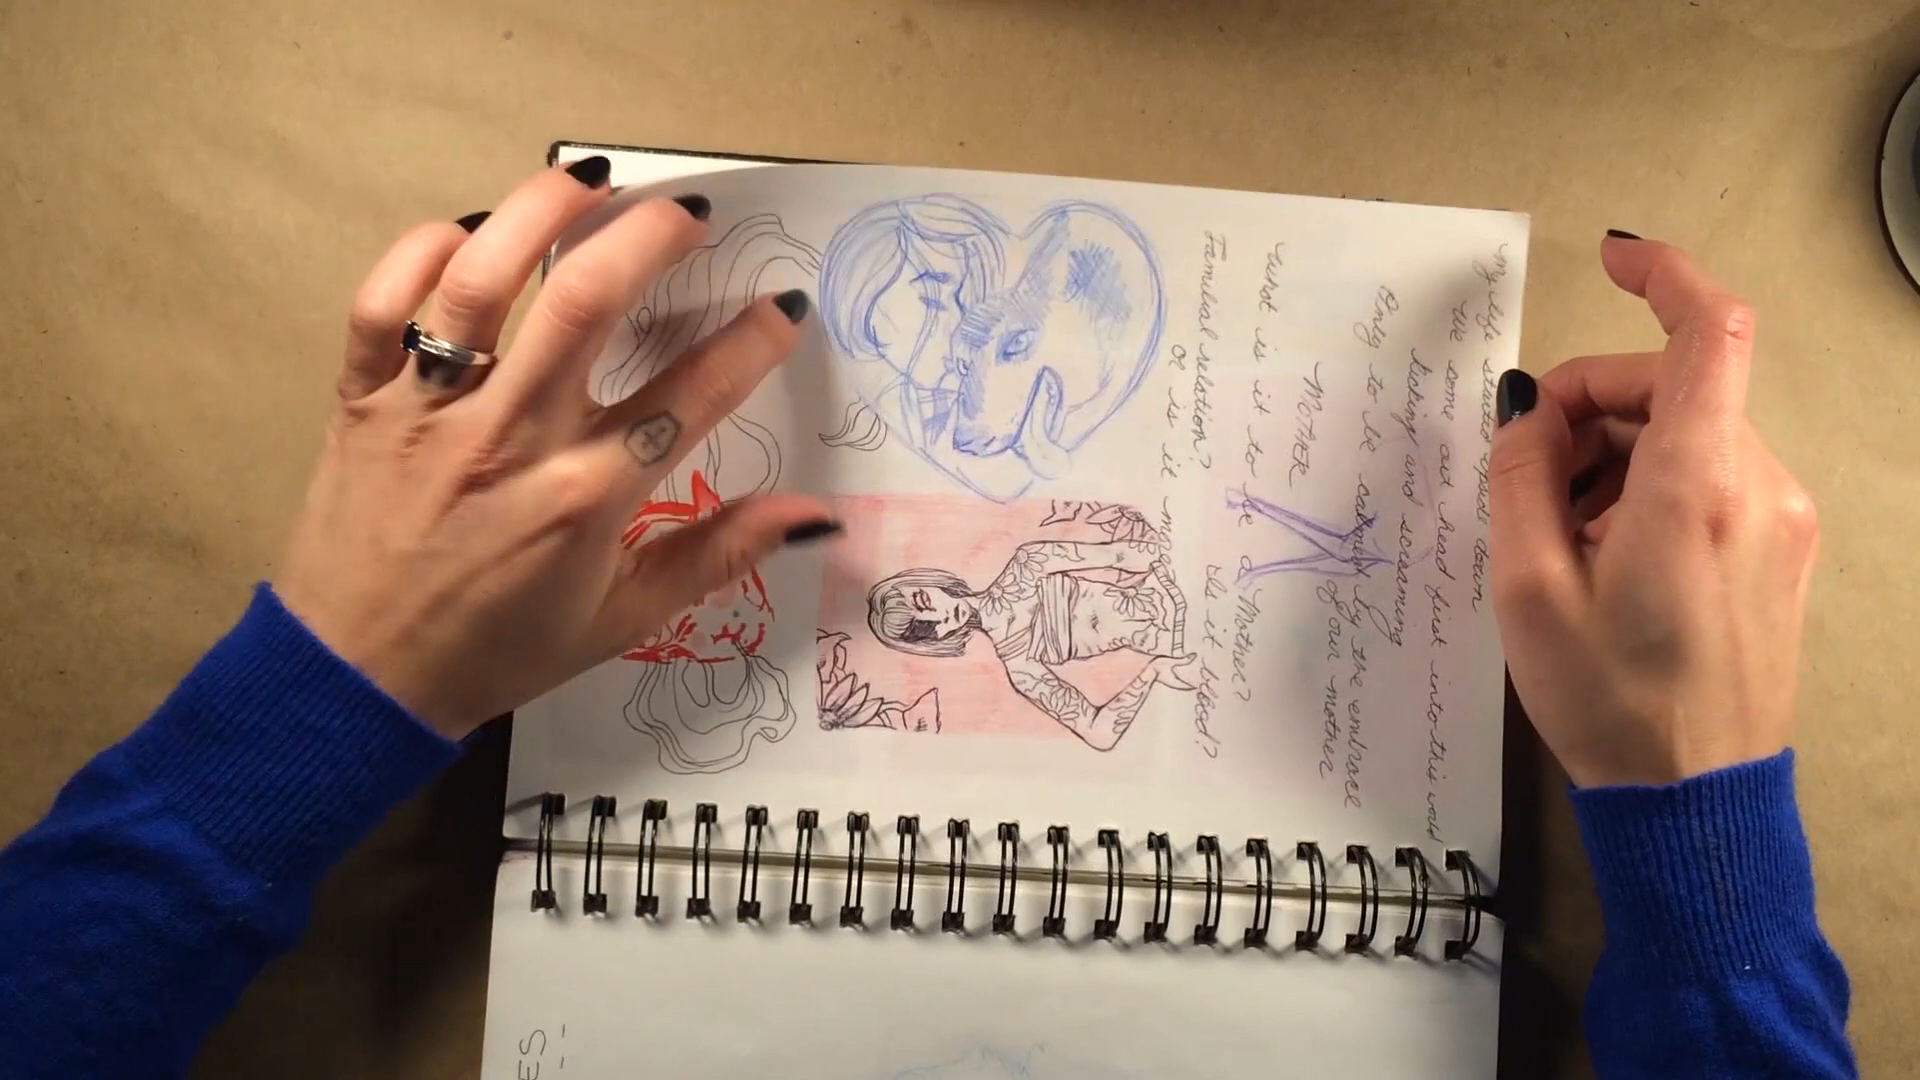 My life started upside down
We come out head first into this world
kicking and screaming
Only to be calmed by the embrace
of our mother
MOTHER
what is it to be a Mother?
Familial relation? Is it blood?
Or is it more
ES
- -